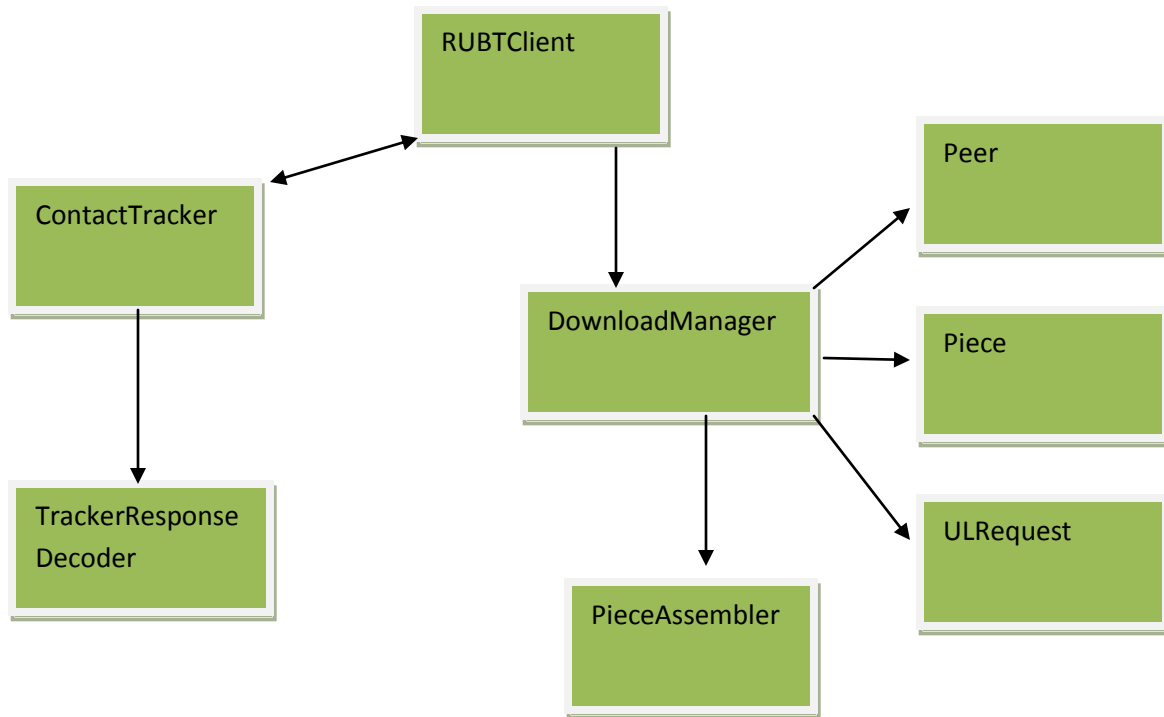 RUBTClient
Peer
ContactTracker
DownloadManager
Piece
TrackerResponse
Decoder
ULRequest
PieceAssembler